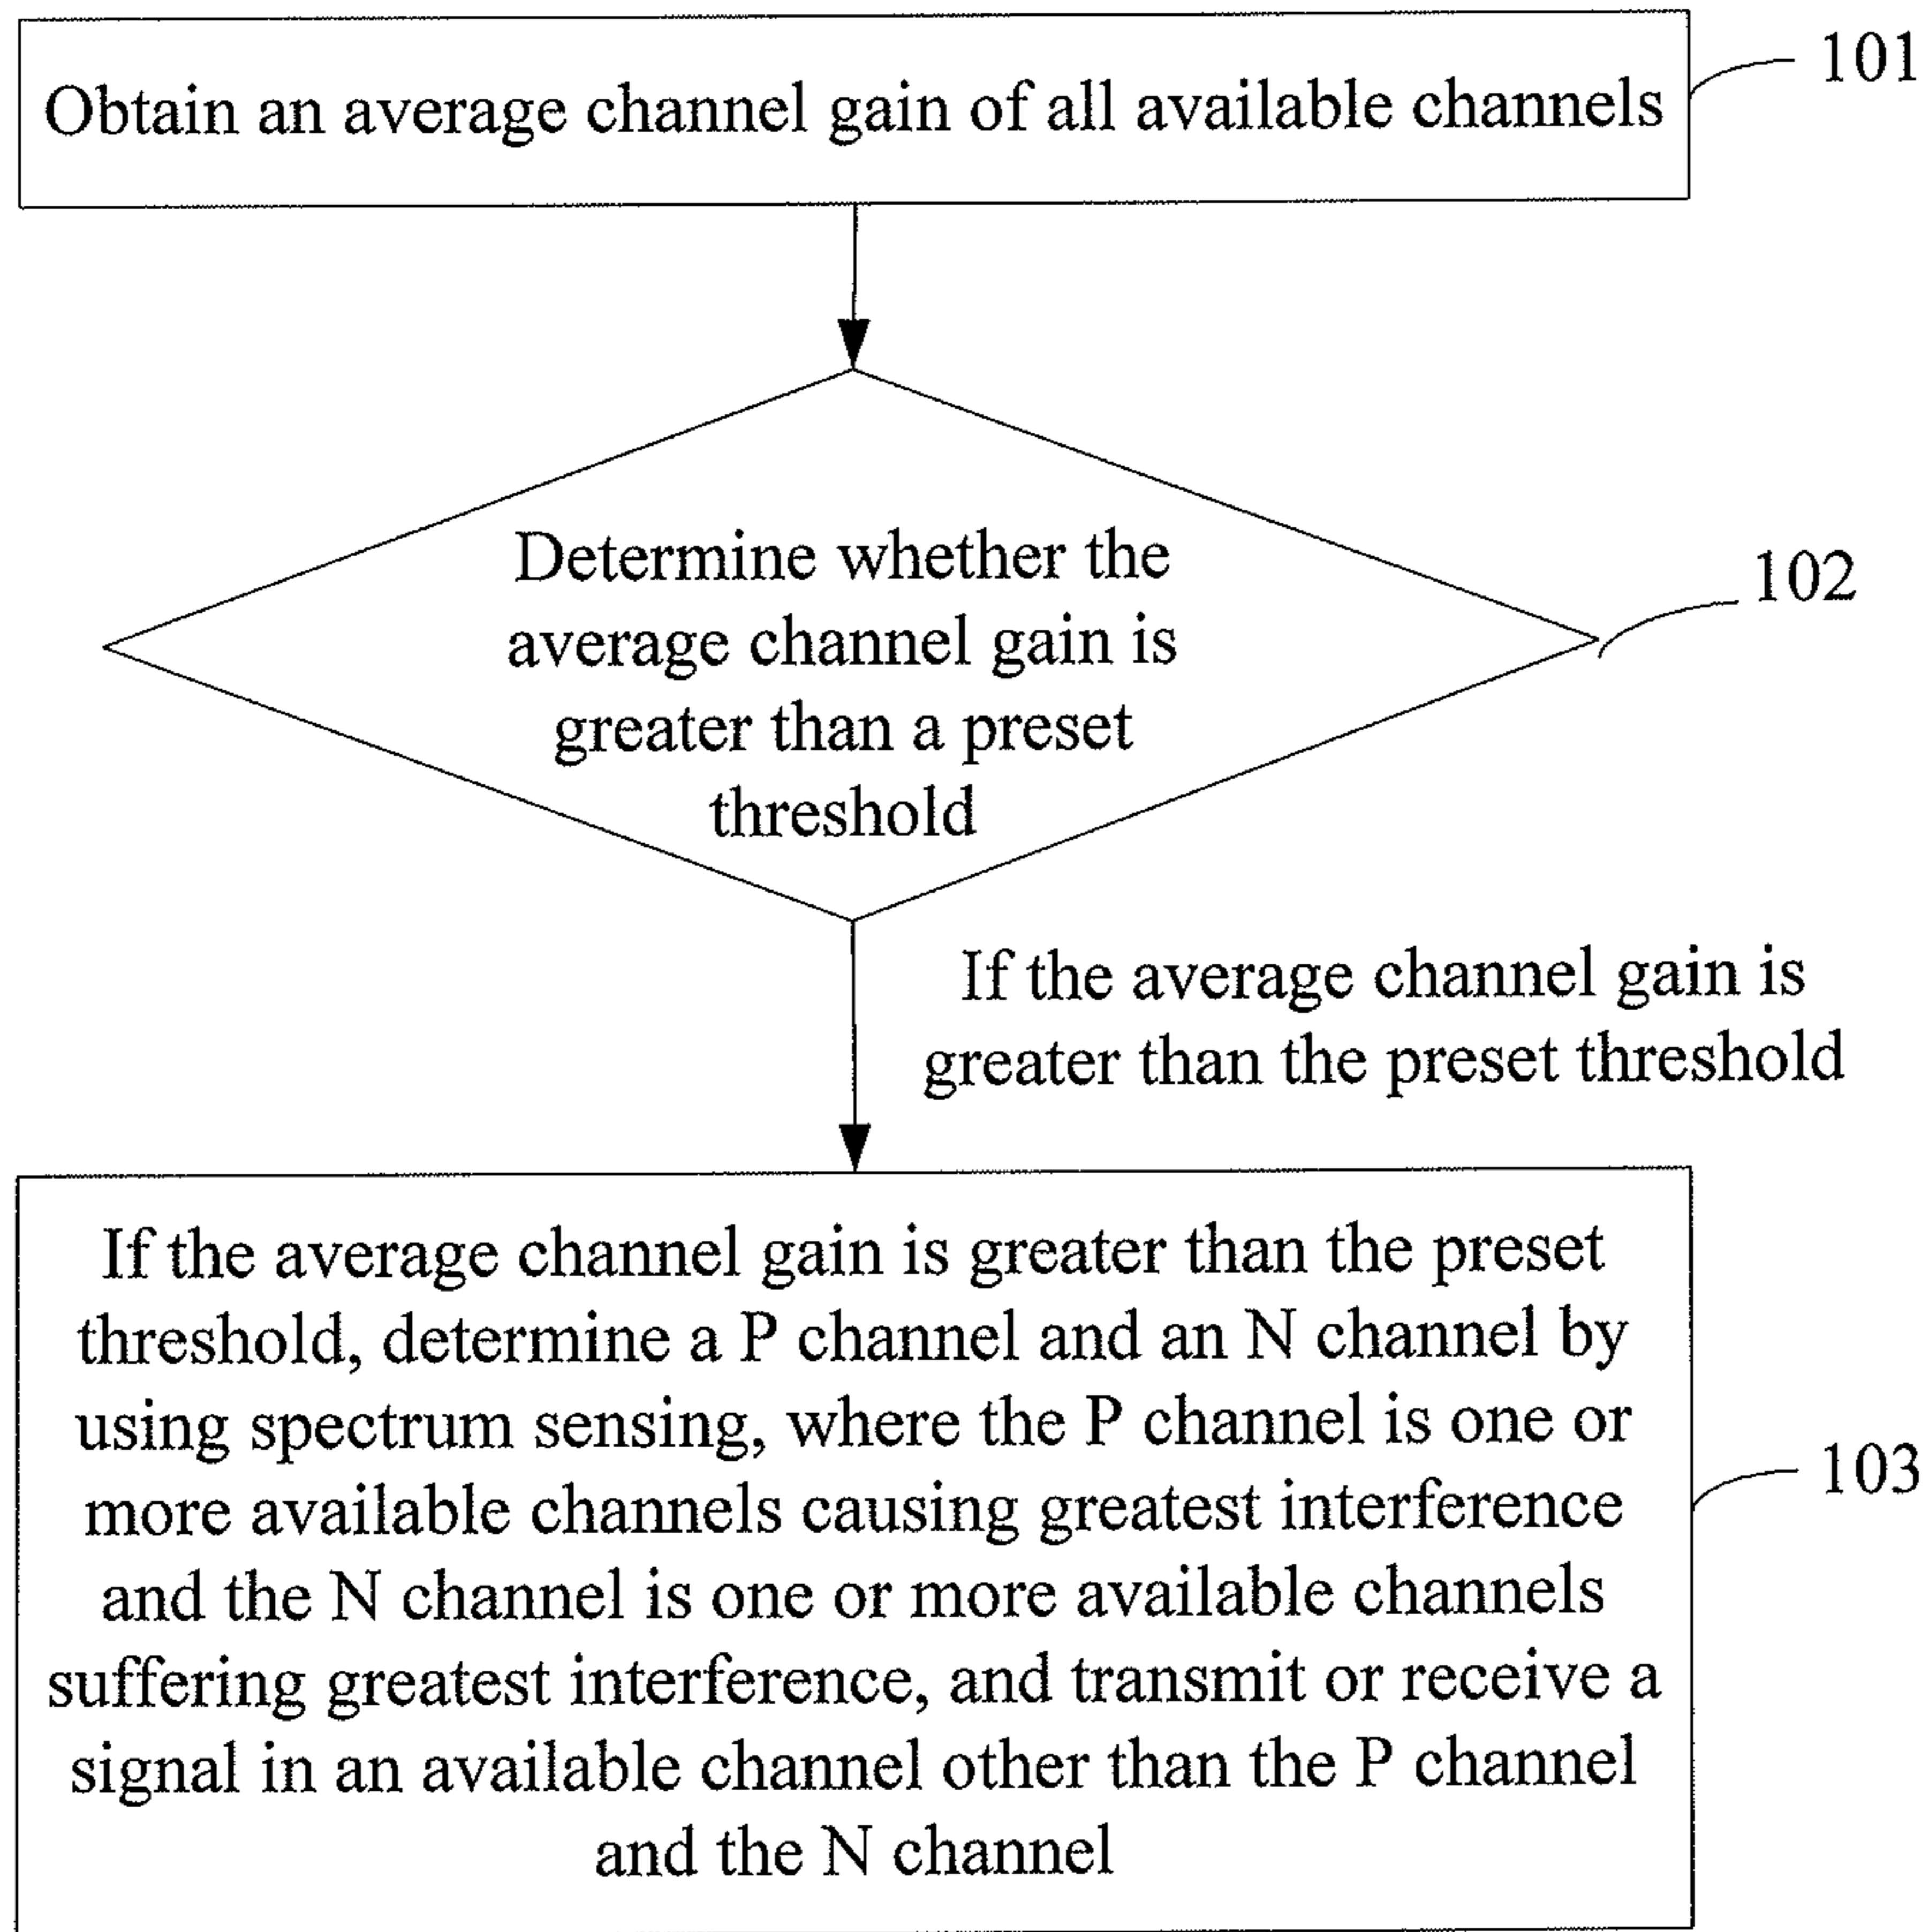 101
Obtain an average channel gain of all available channels
Determine whether the
average channel gain is
greater than a preset
threshold
102
If the average channel gain is
greater than the preset threshold
If the average channel gain is greater than the preset
threshold, determine a P channel and an N channel by
using spectrum sensing, where the P channel is one or
more available channels causing greatest interference
and the N channel is one or more available channels
suffering greatest interference, and transmit or receive a
signal in an available channel other than the P channel
and the N channel
103